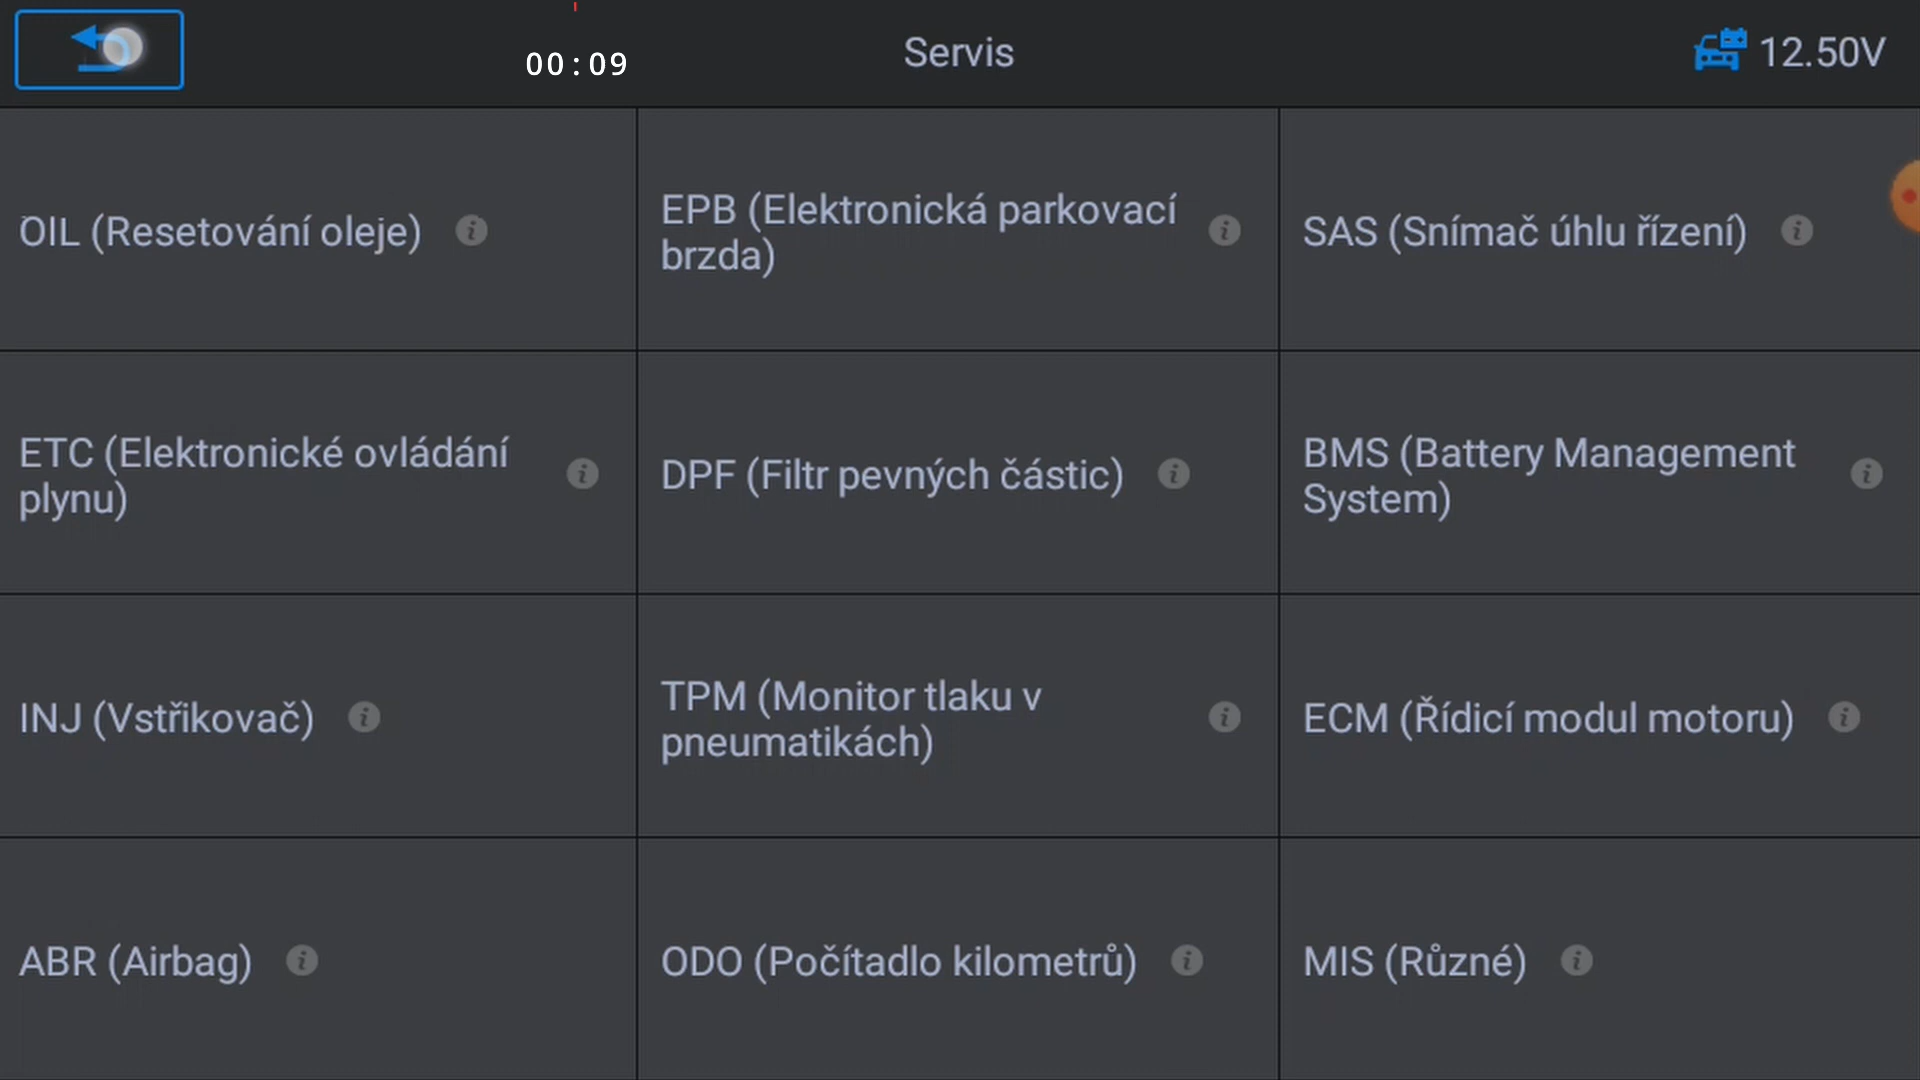 00:09
Servis
12.50V
OIL (Resetování oleje)
EPB (Elektronická parkovací
brzda)
SAS (Snímač úhlu řízení)
ETC (Elektronické ovládání
plynu)
DPF (Filtr pevných částic)
BMS (Battery Management
System)
INJ (Vstřikovač)
TPM (Monitor tlaku v
pneumatikách)
ECM (Řídicí modul motoru)
ABR (Airbag)
ODO (Počítadlo kilometrů)
MIS (Různé)